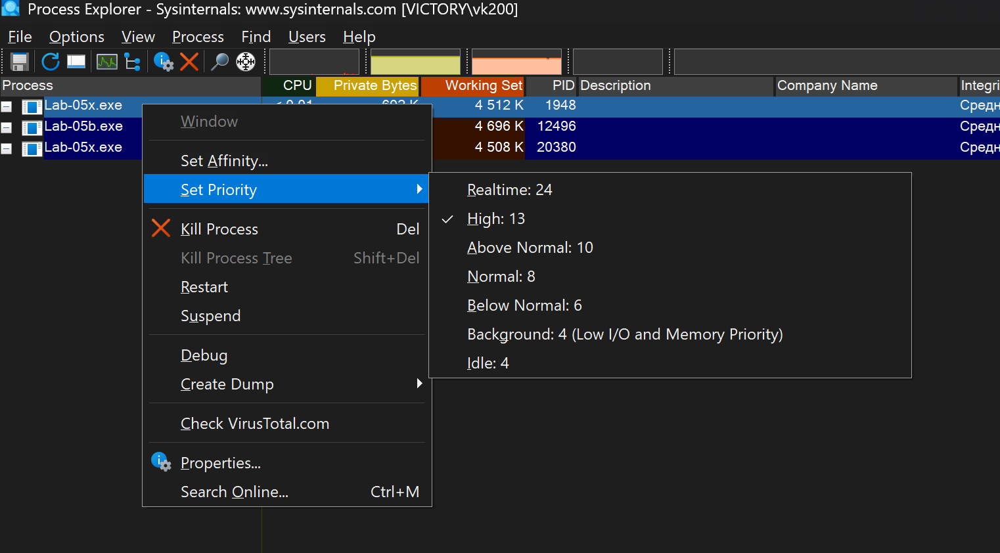 Process Explorer - Sysinternals: www.sysinternals.com [VICTORY\vk200]
File Options View Process Find Users Help
Process CPU Private Bytes Working Set PID Description Company Name Integri
Lab-05x.exe < 0.01 692 K 4 512 K 1948 Средн
Lab-05b.exe 4 696 K 12496 Средн
Lab-05x.exe 4 508 K 20380 Средн
Window
Set Affinity...
Set Priority
Kill Process Del
Kill Process Tree Shift+Del
Restart
Suspend
Debug
Create Dump
Check VirusTotal.com
Properties...
Search Online... Ctrl+M
Realtime: 24
High: 13
Above Normal: 10
Normal: 8
Below Normal: 6
Background: 4 (Low I/O and Memory Priority)
Idle: 4